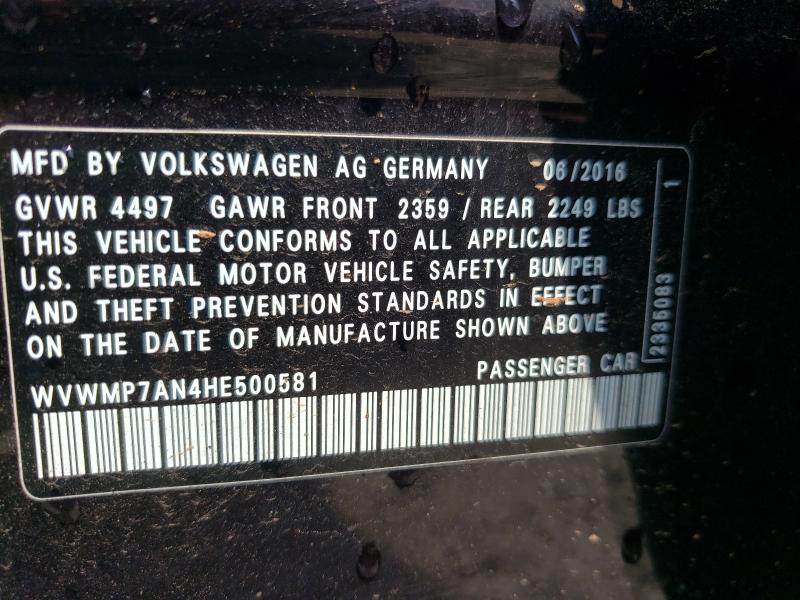 MFD BY VOLKSWAGEN AG GERMANY 06/2016
GVWR 4497 GAWR FRONT 2359 / REAR 2249 LBS
THIS VEHICLE CONFORMS TO ALL APPLICABLE
U.S. FEDERAL MOTOR VEHICLE SAFETY, BUMPER
AND THEFT PREVENTION STANDARDS IN EFFECT
ON THE DATE OF MANUFACTURE SHOWN ABOVE
WVWMP7AN4HE500581 PASSENGER CAR
2335083 1